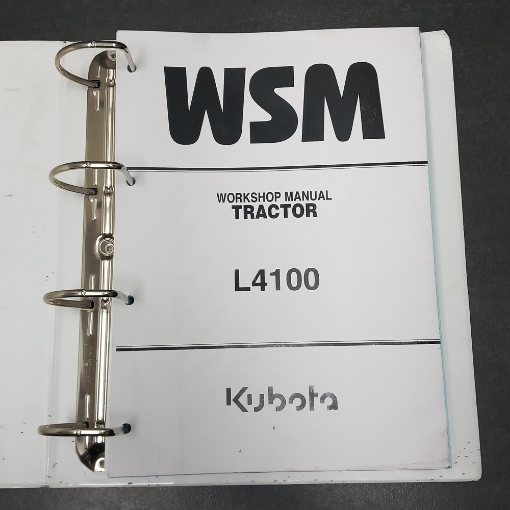 WSM
WORKSHOP MANUAL
TRACTOR
L4100
Kubota